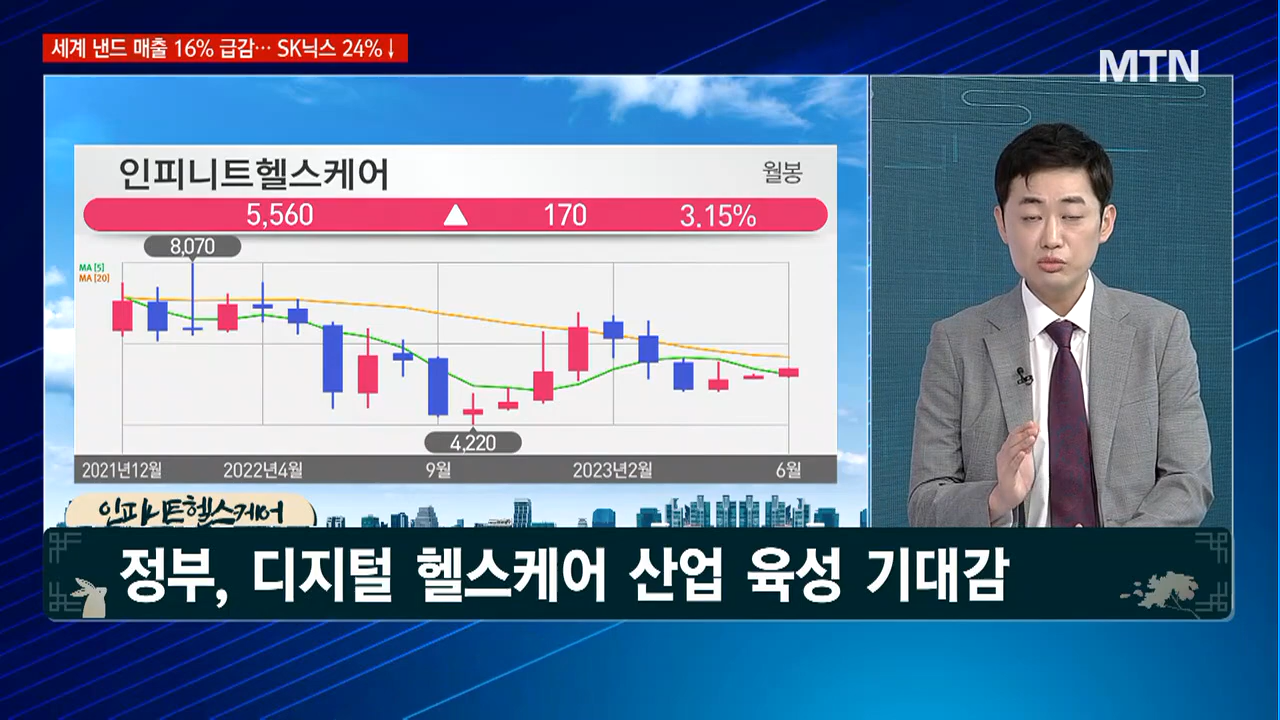 세계 낸드 매출 16% 급감… SK닉스 24%↓
MTN
인피니트헬스케어
월봉
5,560 ▲ 170 3.15%
8,070
MA [5]
MA [20]
4,220
2021년12월 2022년4월 9월 2023년2월 6월
인피니트헬스케어
정부, 디지털 헬스케어 산업 육성 기대감